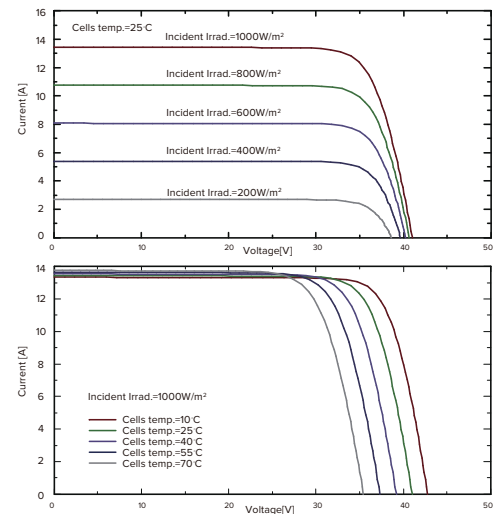 16
Cells temp.=25°C
Incident Irrad.=1000W/m²
14
12
Incident Irrad.=800W/m²
10
Current [A]
Incident Irrad.=600W/m²
8
6
Incident Irrad.=400W/m²
4
Incident Irrad.=200W/m²
2
0
0 10 20 30 40 50
Voltage[V]
14
12
10
Current [A]
8
6
Incident Irrad.=1000W/m²
Cells temp.=10°C
4
Cells temp.=25°C
Cells temp.=40°C
2
Cells temp.=55°C
Cells temp.=70°C
0
0 10 20 30 40 50
Voltage[V]